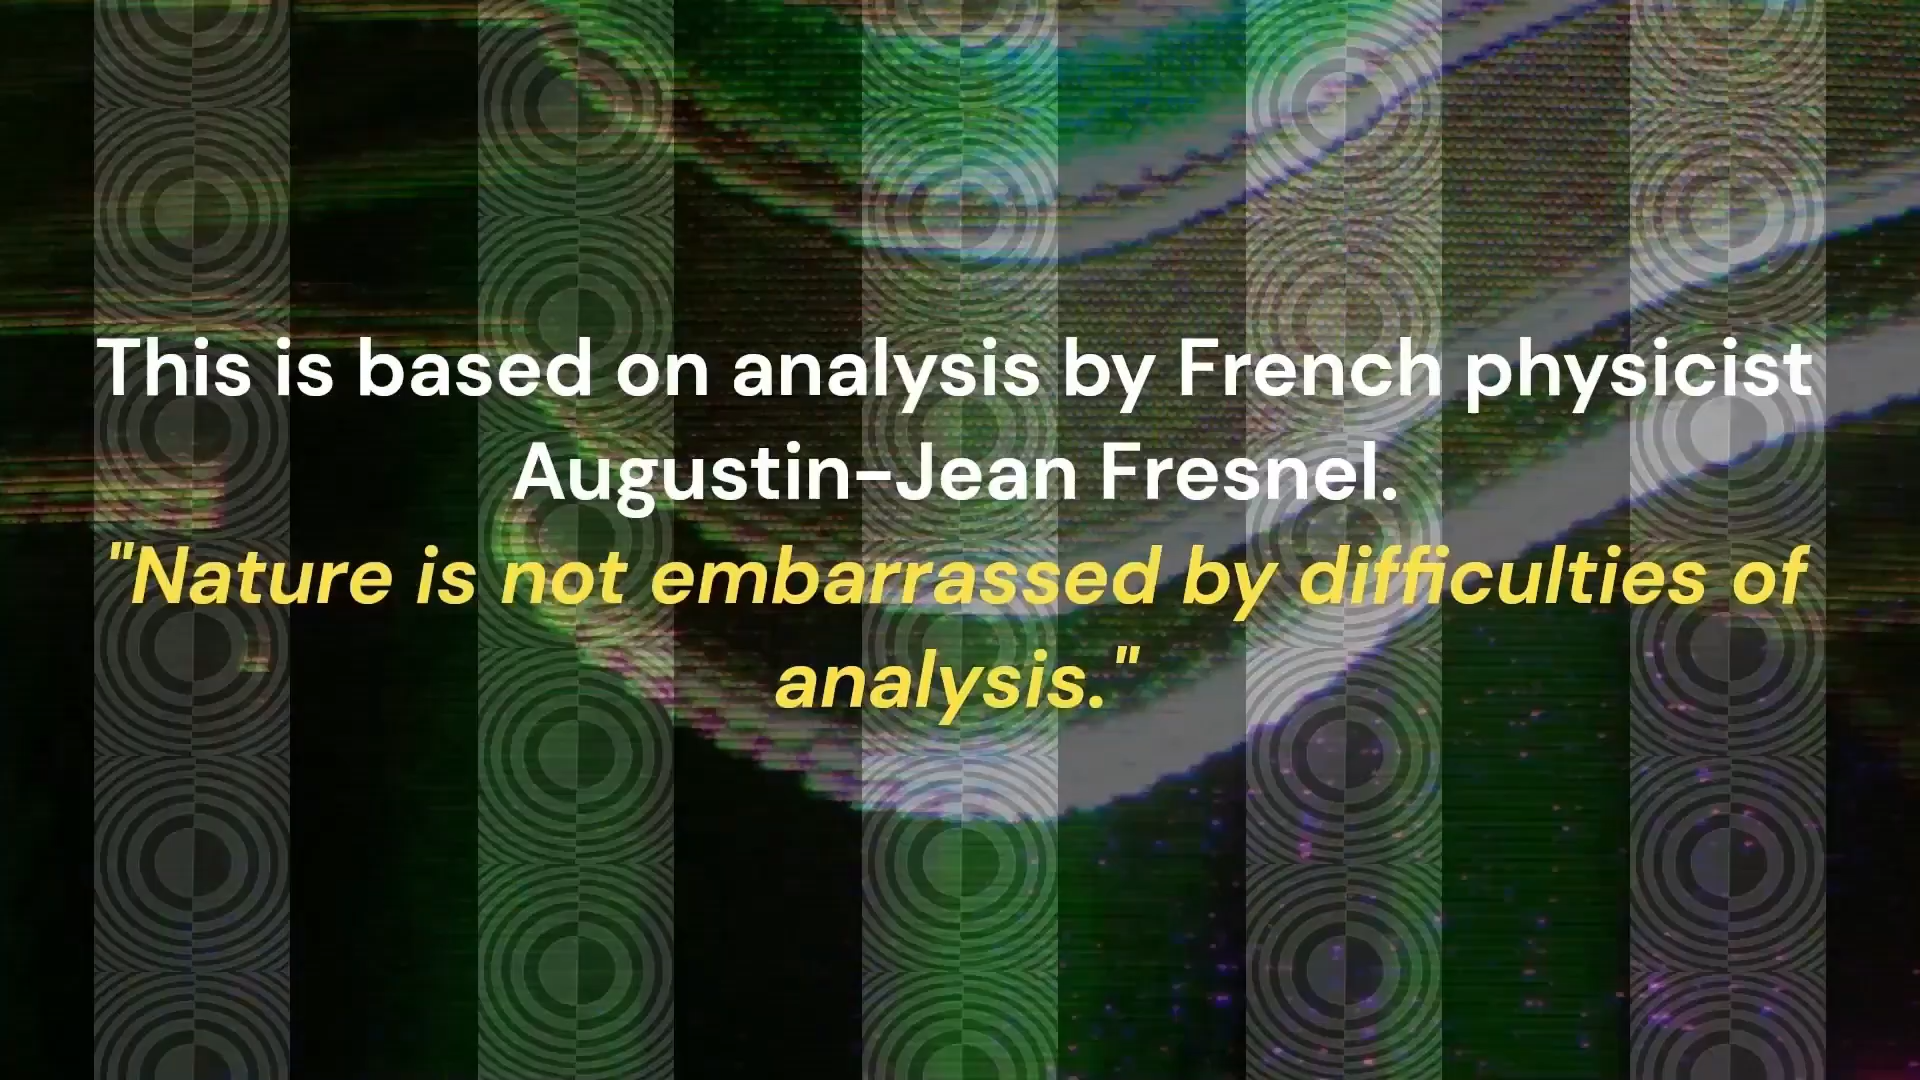 This is based on analysis by French physicist
Augustin-Jean Fresnel.
"Nature is not embarrassed by difficulties of
analysis."